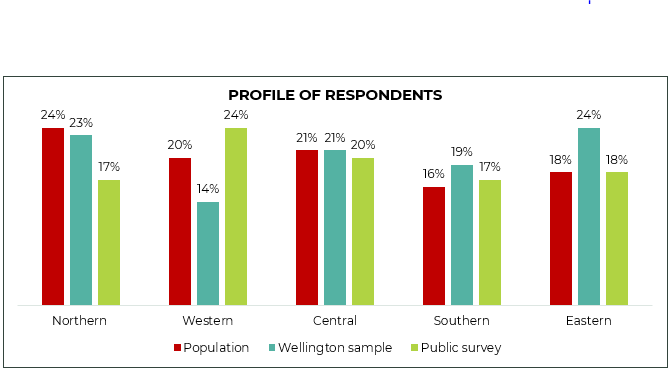 PROFILE OF RESPONDENTS
24% 23% 17% 20% 14% 24% 21% 21% 20% 16% 19% 17% 18% 24% 18%
Northern Western Central Southern Eastern
Population Wellington sample Public survey